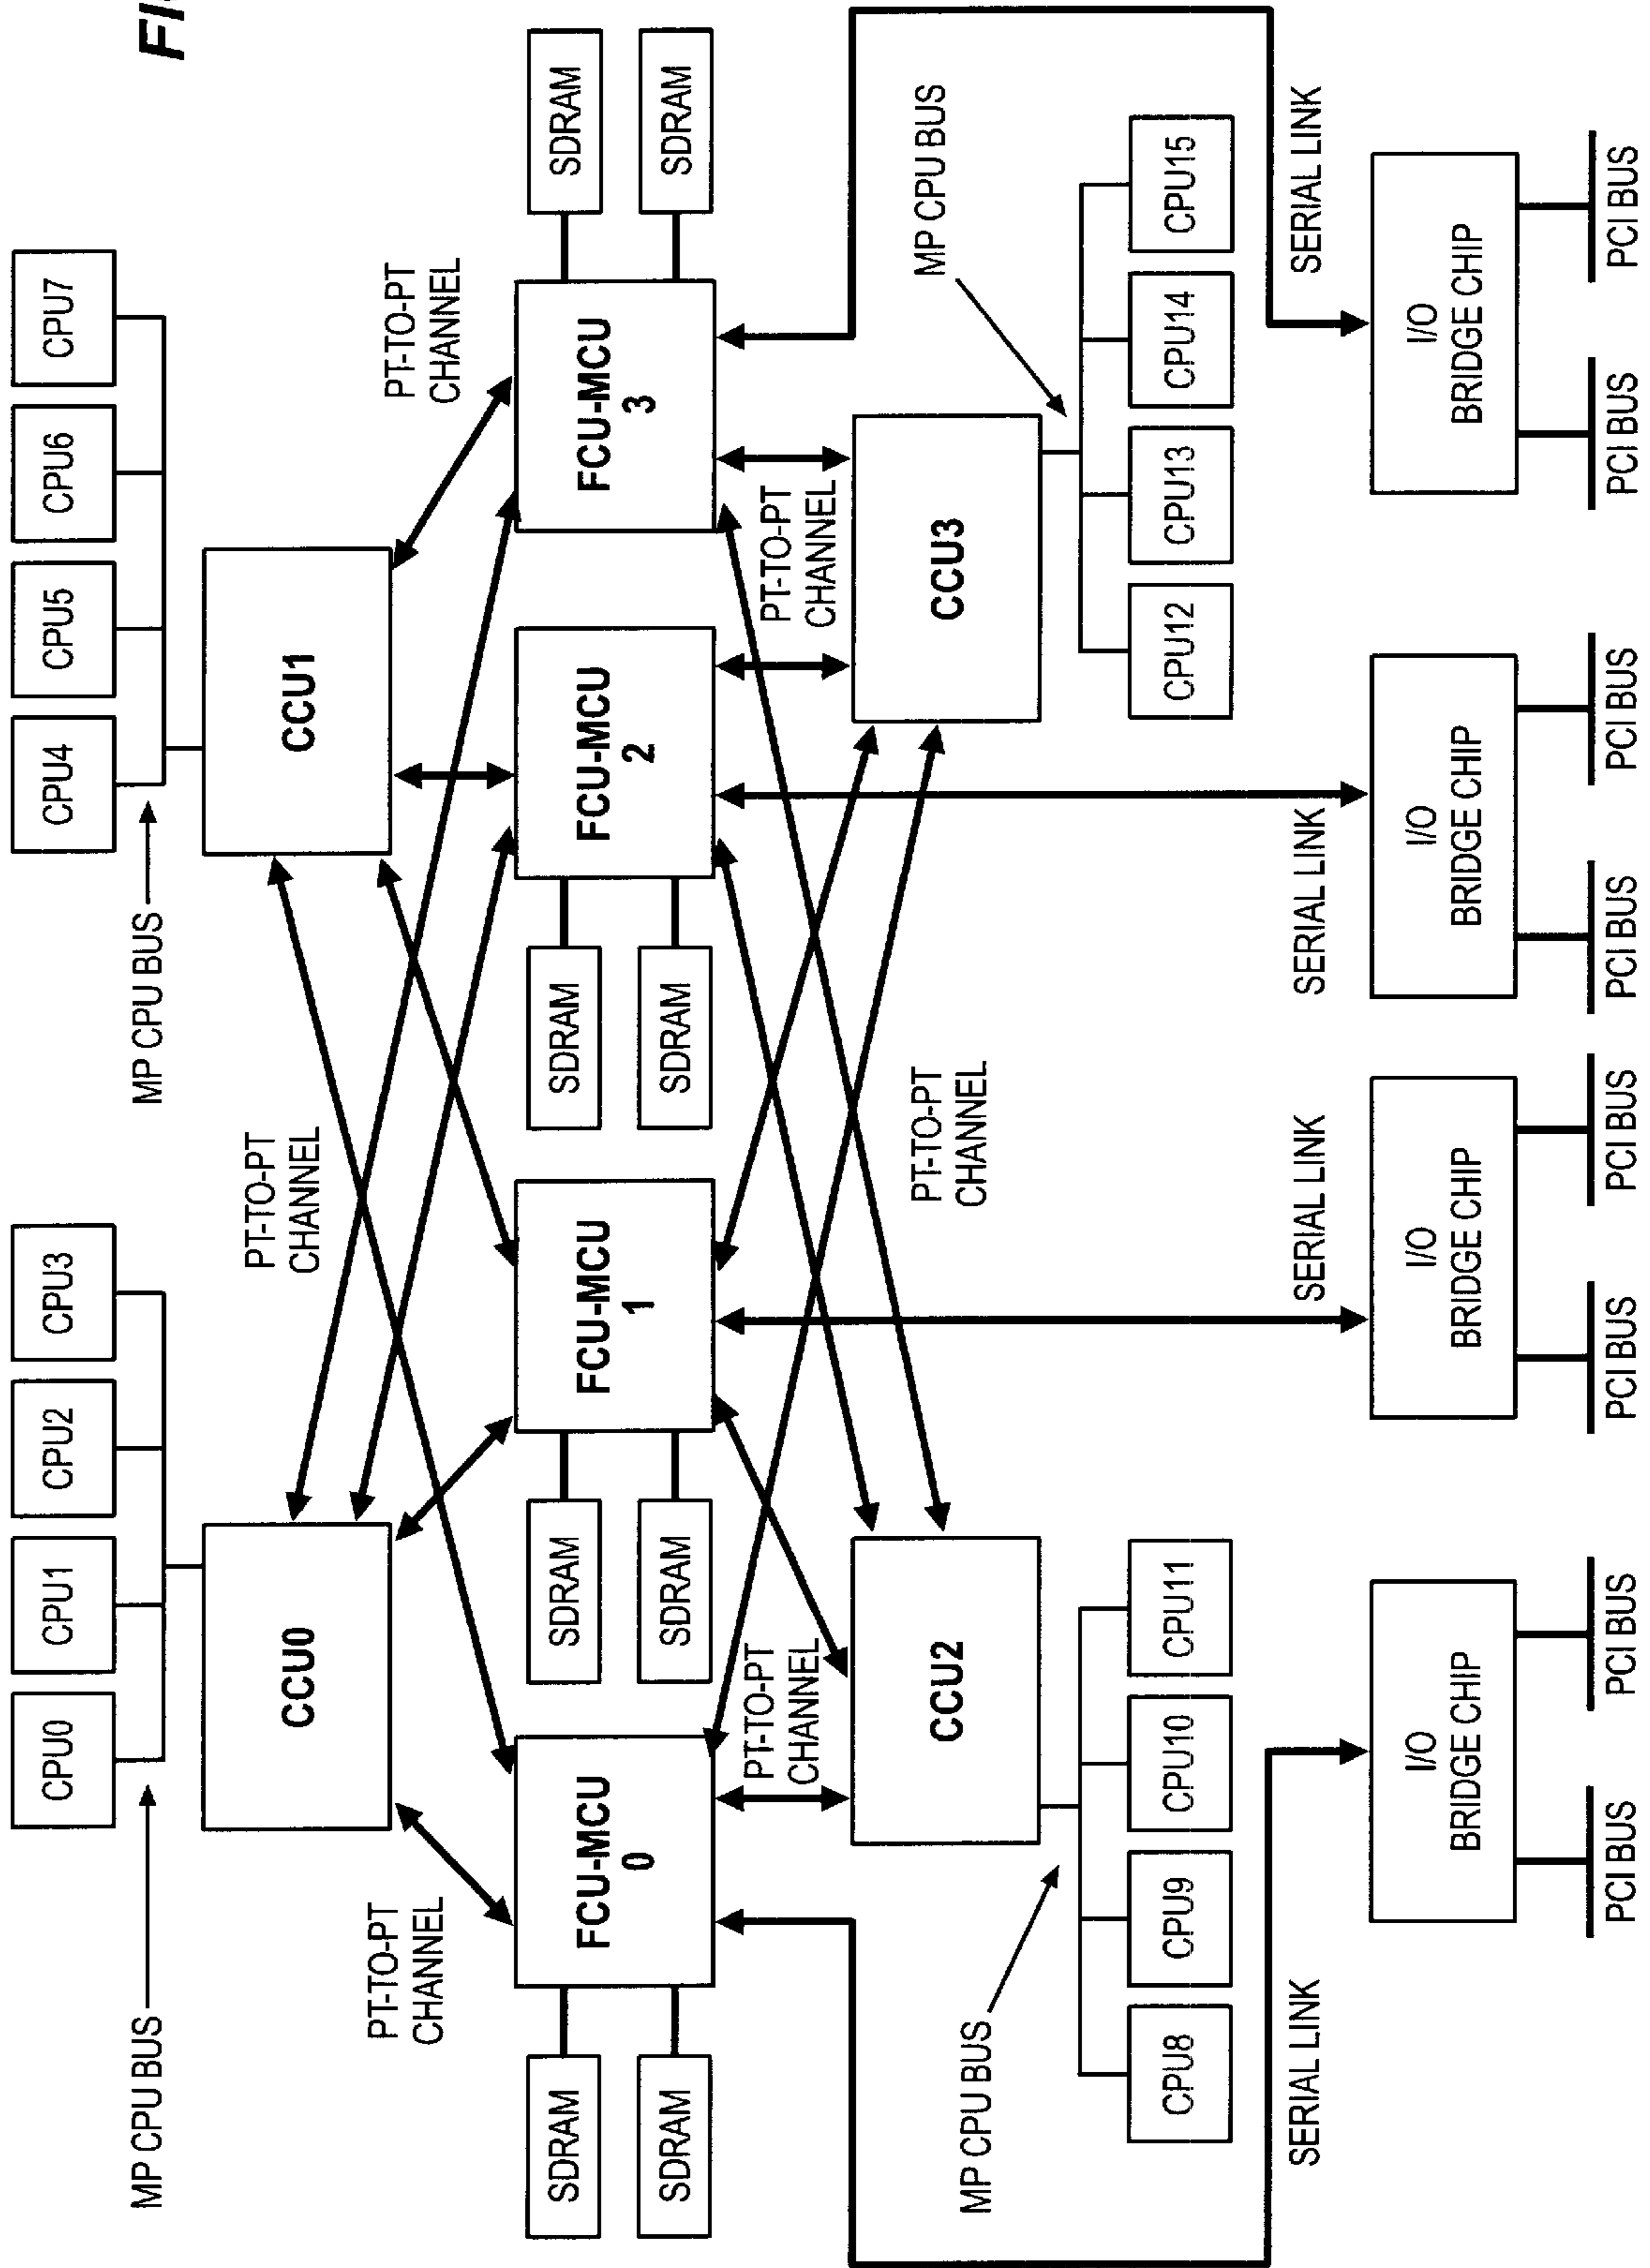 FIG
CPU0
CPU1
CPU2
CPU3
CPU4
CPU5
CPU6
CPU7
MP CPU BUS
MP CPU BUS
CCU0
CCU1
PT-TO-PT
CHANNEL
PT-TO-PT
CHANNEL
PT-TO-PT
CHANNEL
SDRAM
SDRAM
FCU-MCU
0
SDRAM
SDRAM
FCU-MCU
1
SDRAM
SDRAM
FCU-MCU
2
FCU-MCU
3
SDRAM
SDRAM
PT-TO-PT
CHANNEL
PT-TO-PT
CHANNEL
PT-TO-PT
CHANNEL
CCU2
CCU3
MP CPU BUS
MP CPU BUS
CPU8
CPU9
CPU10
CPU11
CPU12
CPU13
CPU14
CPU15
SERIAL LINK
SERIAL LINK
SERIAL LINK
SERIAL LINK
I/O
BRIDGE CHIP
I/O
BRIDGE CHIP
I/O
BRIDGE CHIP
I/O
BRIDGE CHIP
PCI BUS
PCI BUS
PCI BUS
PCI BUS
PCI BUS
PCI BUS
PCI BUS
PCI BUS